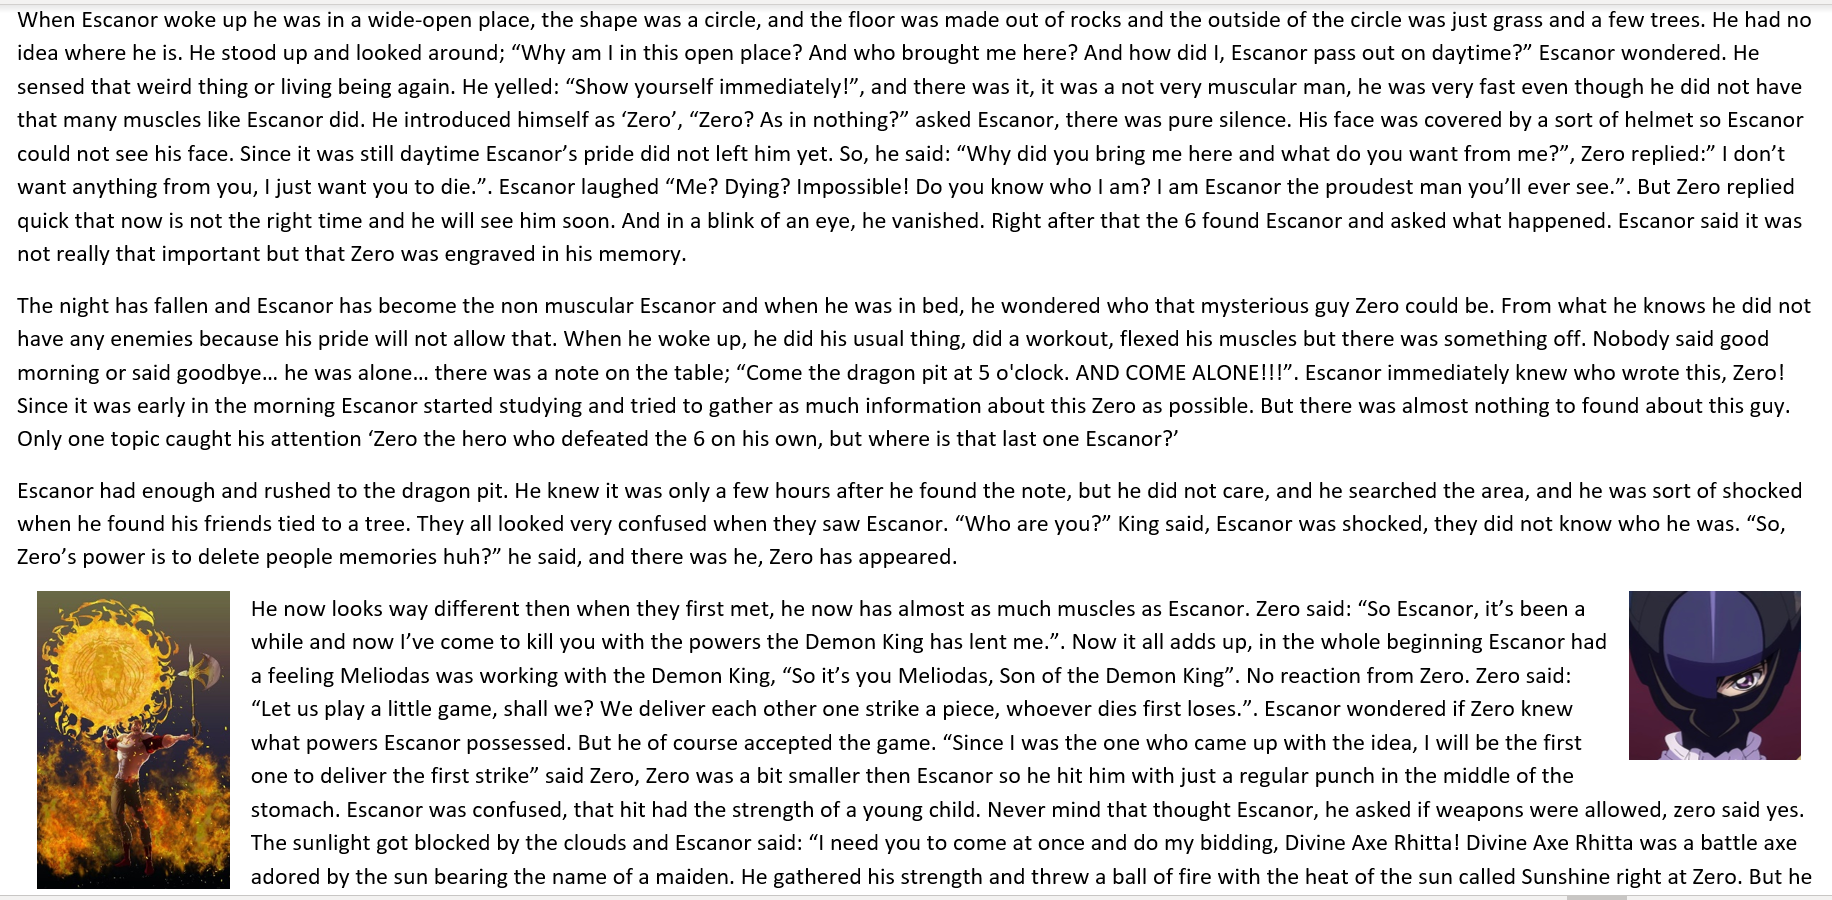 When Escanor woke up he was in a wide-open place, the shape was a circle, and the floor was made out of rocks and the outside of the circle was just grass and a few trees. He had no
idea where he is. He stood up and looked around; “Why am I in this open place? And who brought me here? And how did I, Escanor pass out on daytime?” Escanor wondered. He
sensed that weird thing or living being again. He yelled: “Show yourself immediately!”, and there was it, it was a not very muscular man, he was very fast even though he did not have
that many muscles like Escanor did. He introduced himself as ‘Zero’, “Zero? As in nothing?” asked Escanor, there was pure silence. His face was covered by a sort of helmet so Escanor
could not see his face. Since it was still daytime Escanor’s pride did not left him yet. So, he said: “Why did you bring me here and what do you want from me?”, Zero replied:” I don’t
want anything from you, I just want you to die.”. Escanor laughed “Me? Dying? Impossible! Do you know who I am? I am Escanor the proudest man you’ll ever see.”. But Zero replied
quick that now is not the right time and he will see him soon. And in a blink of an eye, he vanished. Right after that the 6 found Escanor and asked what happened. Escanor said it was
not really that important but that Zero was engraved in his memory.
The night has fallen and Escanor has become the non muscular Escanor and when he was in bed, he wondered who that mysterious guy Zero could be. From what he knows he did not
have any enemies because his pride will not allow that. When he woke up, he did his usual thing, did a workout, flexed his muscles but there was something off. Nobody said good
morning or said goodbye… he was alone… there was a note on the table; “Come the dragon pit at 5 o'clock. AND COME ALONE!!!”. Escanor immediately knew who wrote this, Zero!
Since it was early in the morning Escanor started studying and tried to gather as much information about this Zero as possible. But there was almost nothing to found about this guy.
Only one topic caught his attention ‘Zero the hero who defeated the 6 on his own, but where is that last one Escanor?’
Escanor had enough and rushed to the dragon pit. He knew it was only a few hours after he found the note, but he did not care, and he searched the area, and he was sort of shocked
when he found his friends tied to a tree. They all looked very confused when they saw Escanor. “Who are you?” King said, Escanor was shocked, they did not know who he was. “So,
Zero’s power is to delete people memories huh?” he said, and there was he, Zero has appeared.
He now looks way different then when they first met, he now has almost as much muscles as Escanor. Zero said: “So Escanor, it’s been a
while and now I’ve come to kill you with the powers the Demon King has lent me.”. Now it all adds up, in the whole beginning Escanor had
a feeling Meliodas was working with the Demon King, “So it’s you Meliodas, Son of the Demon King”. No reaction from Zero. Zero said:
“Let us play a little game, shall we? We deliver each other one strike a piece, whoever dies first loses.”. Escanor wondered if Zero knew
what powers Escanor possessed. But he of course accepted the game. “Since I was the one who came up with the idea, I will be the first
one to deliver the first strike” said Zero, Zero was a bit smaller then Escanor so he hit him with just a regular punch in the middle of the
stomach. Escanor was confused, that hit had the strength of a young child. Never mind that thought Escanor, he asked if weapons were allowed, zero said yes.
The sunlight got blocked by the clouds and Escanor said: “I need you to come at once and do my bidding, Divine Axe Rhitta! Divine Axe Rhitta was a battle axe
adored by the sun bearing the name of a maiden. He gathered his strength and threw a ball of fire with the heat of the sun called Sunshine right at Zero. But he